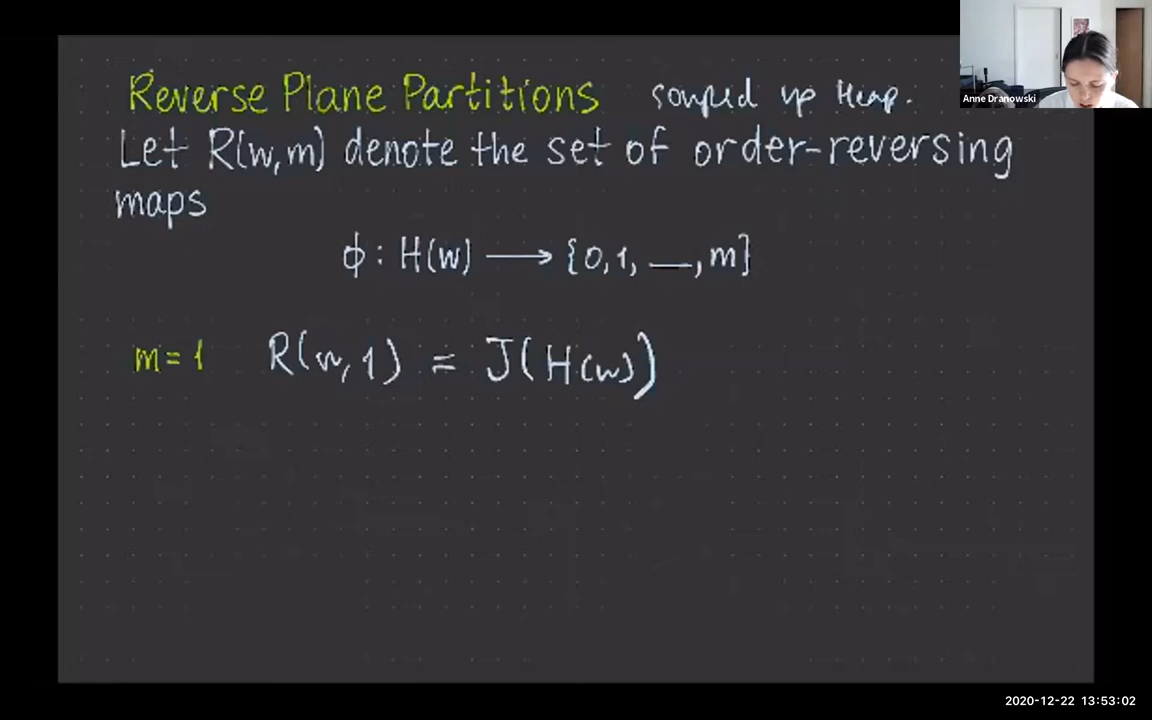 Reverse Plane Partitions souped up Heap.
Let R(w,m) denote the set of order-reversing
maps
ϕ : H(w) ⟶ {0,1, __, m}
m = 1 R(w,1) = J(H(w))
Anne Dranowski
2020-12-22 13:53:02